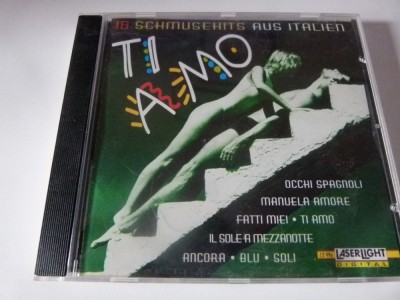 16 SCHMUSEHITS AUS ITALIEN
TI
AMO
OCCHI SPAGNOLI
MANUELA AMORE
FATTI MIEI • TI AMO
IL SOLE A MEZZANOTTE
ANCORA • BLU • SOLI
LASERLIGHT
DIGITAL